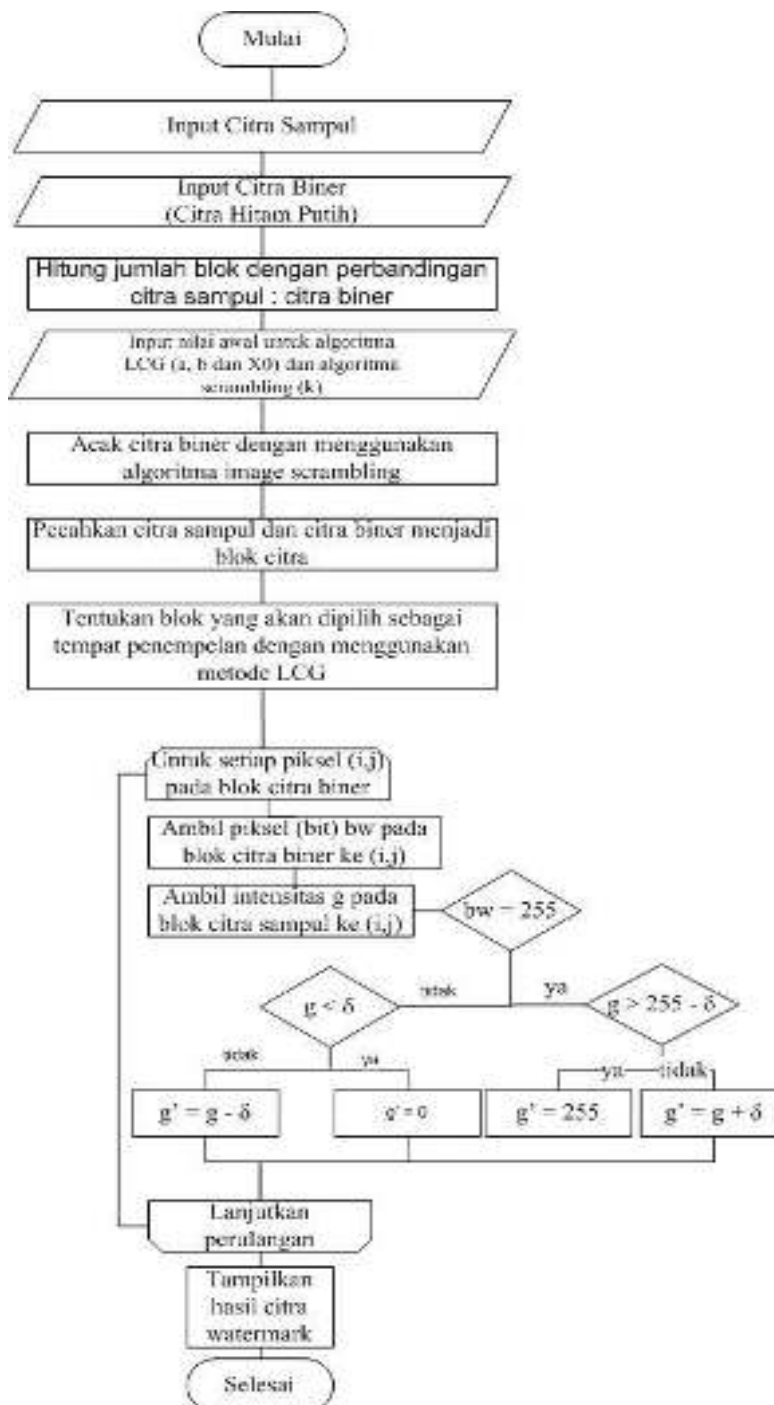 Mulai
Input Citra Sampul
Input Citra Biner
(Citra Hitam Putih)
Hitung jumlah blok dengan perbandingan
citra sampul : citra biner
Input nilai awal untuk algoritma
LCG (a, b dan X0) dan algoritma
scrambling (k)
Acak citra biner dengan menggunakan
algoritma image scrambling
Pecahkan citra sampul dan citra biner menjadi
blok citra
Tentukan blok yang akan dipilih sebagai
tempat penempelan dengan menggunakan
metode LCG
Untuk setiap piksel (i,j)
pada blok citra biner
Ambil piksel (bit) bw pada
blok citra biner ke (i,j)
Ambil intensitas g pada
blok citra sampul ke (i,j)
bw = 255
tidak
ya
g < δ
g > 255 - δ
tidak
ya
ya
tidak
g' = g - δ
g' = 0
g' = 255
g' = g + δ
Lanjutkan
perulangan
Tampilkan
hasil citra
watermark
Selesai